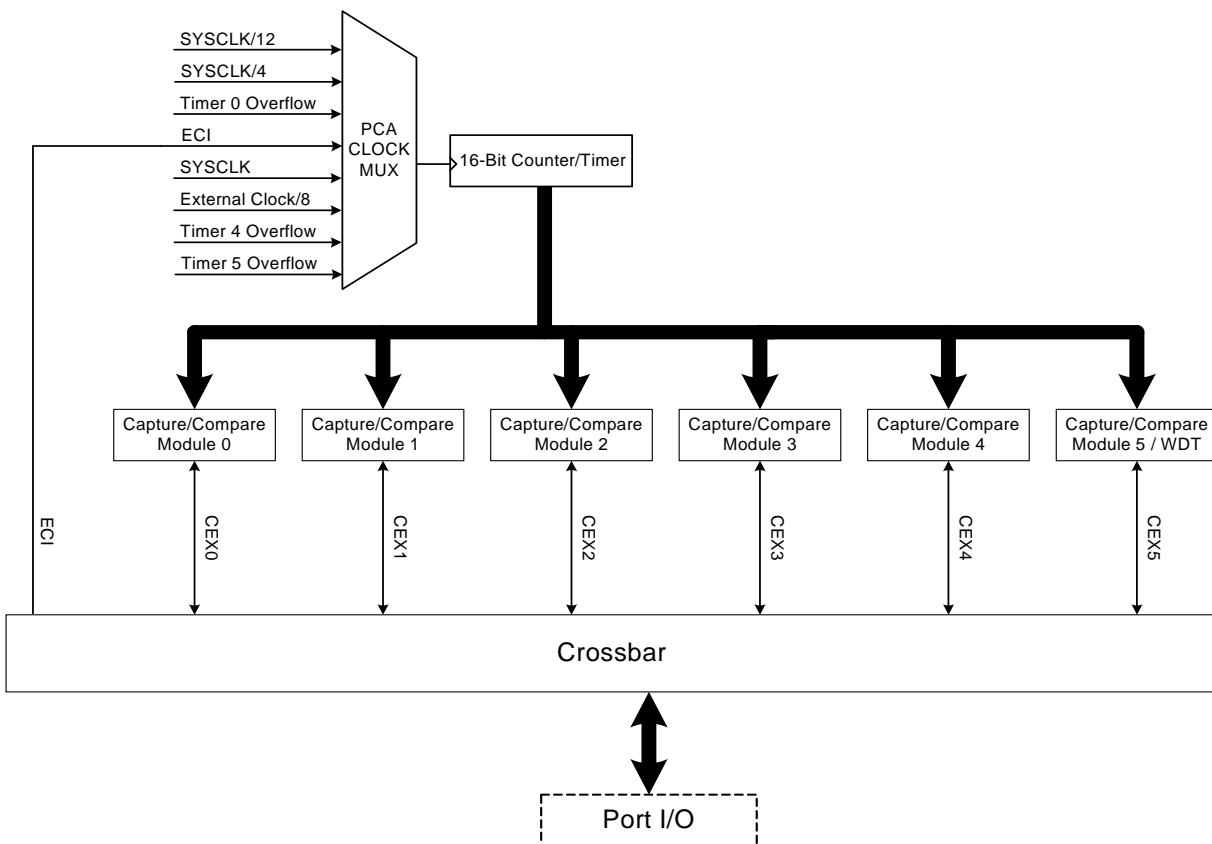 SYSCLK/12
SYSCLK/4
Timer 0 Overflow
ECI
SYSCLK
External Clock/8
Timer 4 Overflow
Timer 5 Overflow
PCA
CLOCK
MUX
16-Bit Counter/Timer
Capture/Compare
Module 0
Capture/Compare
Module 1
Capture/Compare
Module 2
Capture/Compare
Module 3
Capture/Compare
Module 4
Capture/Compare
Module 5 / WDT
ECI
CEX0
CEX1
CEX2
CEX3
CEX4
CEX5
Crossbar
Port I/O